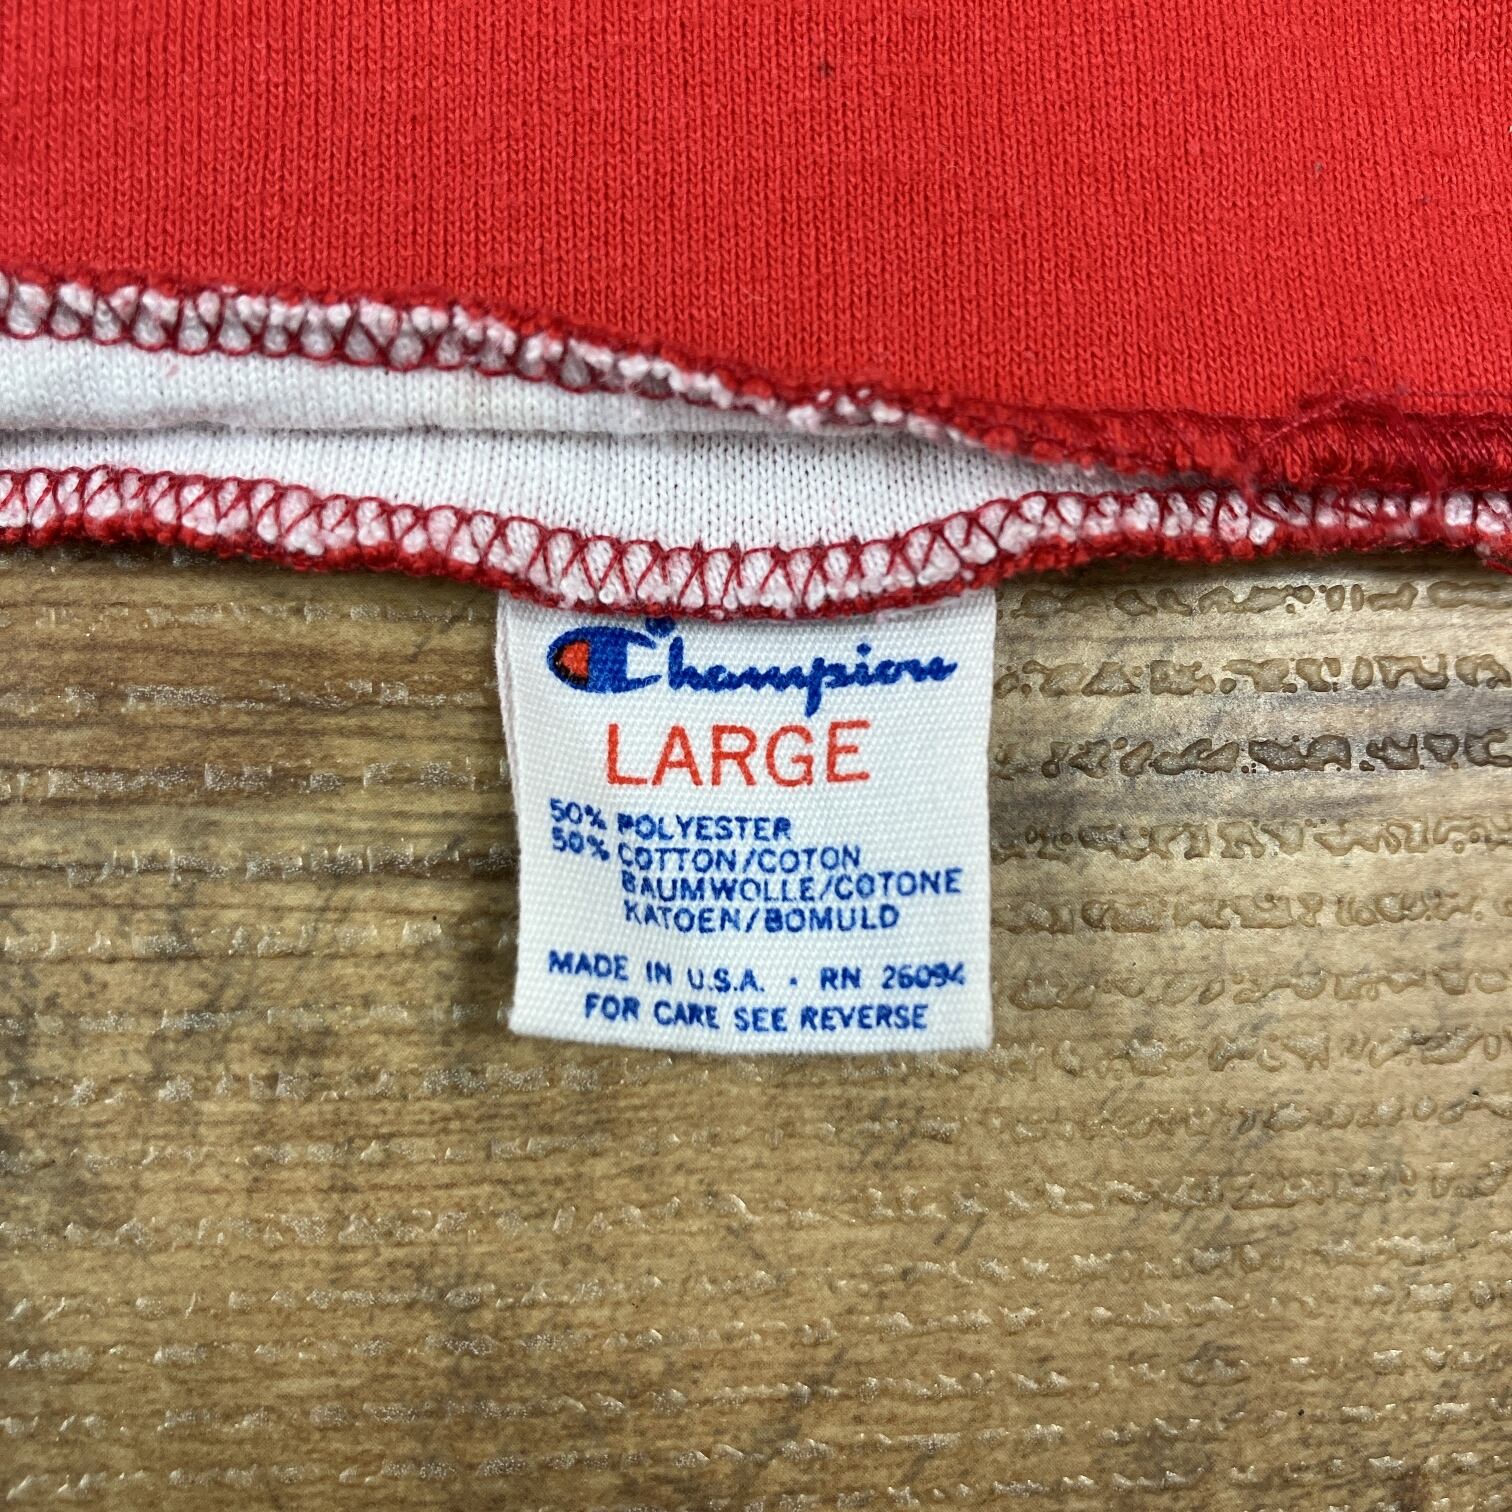 Champion
LARGE
50% POLYESTER
50% COTTON/COTON
BAUMWOLLE/COTONE
KATOEN/BOMULD
MADE IN U.S.A. • RN 26094
FOR CARE SEE REVERSE